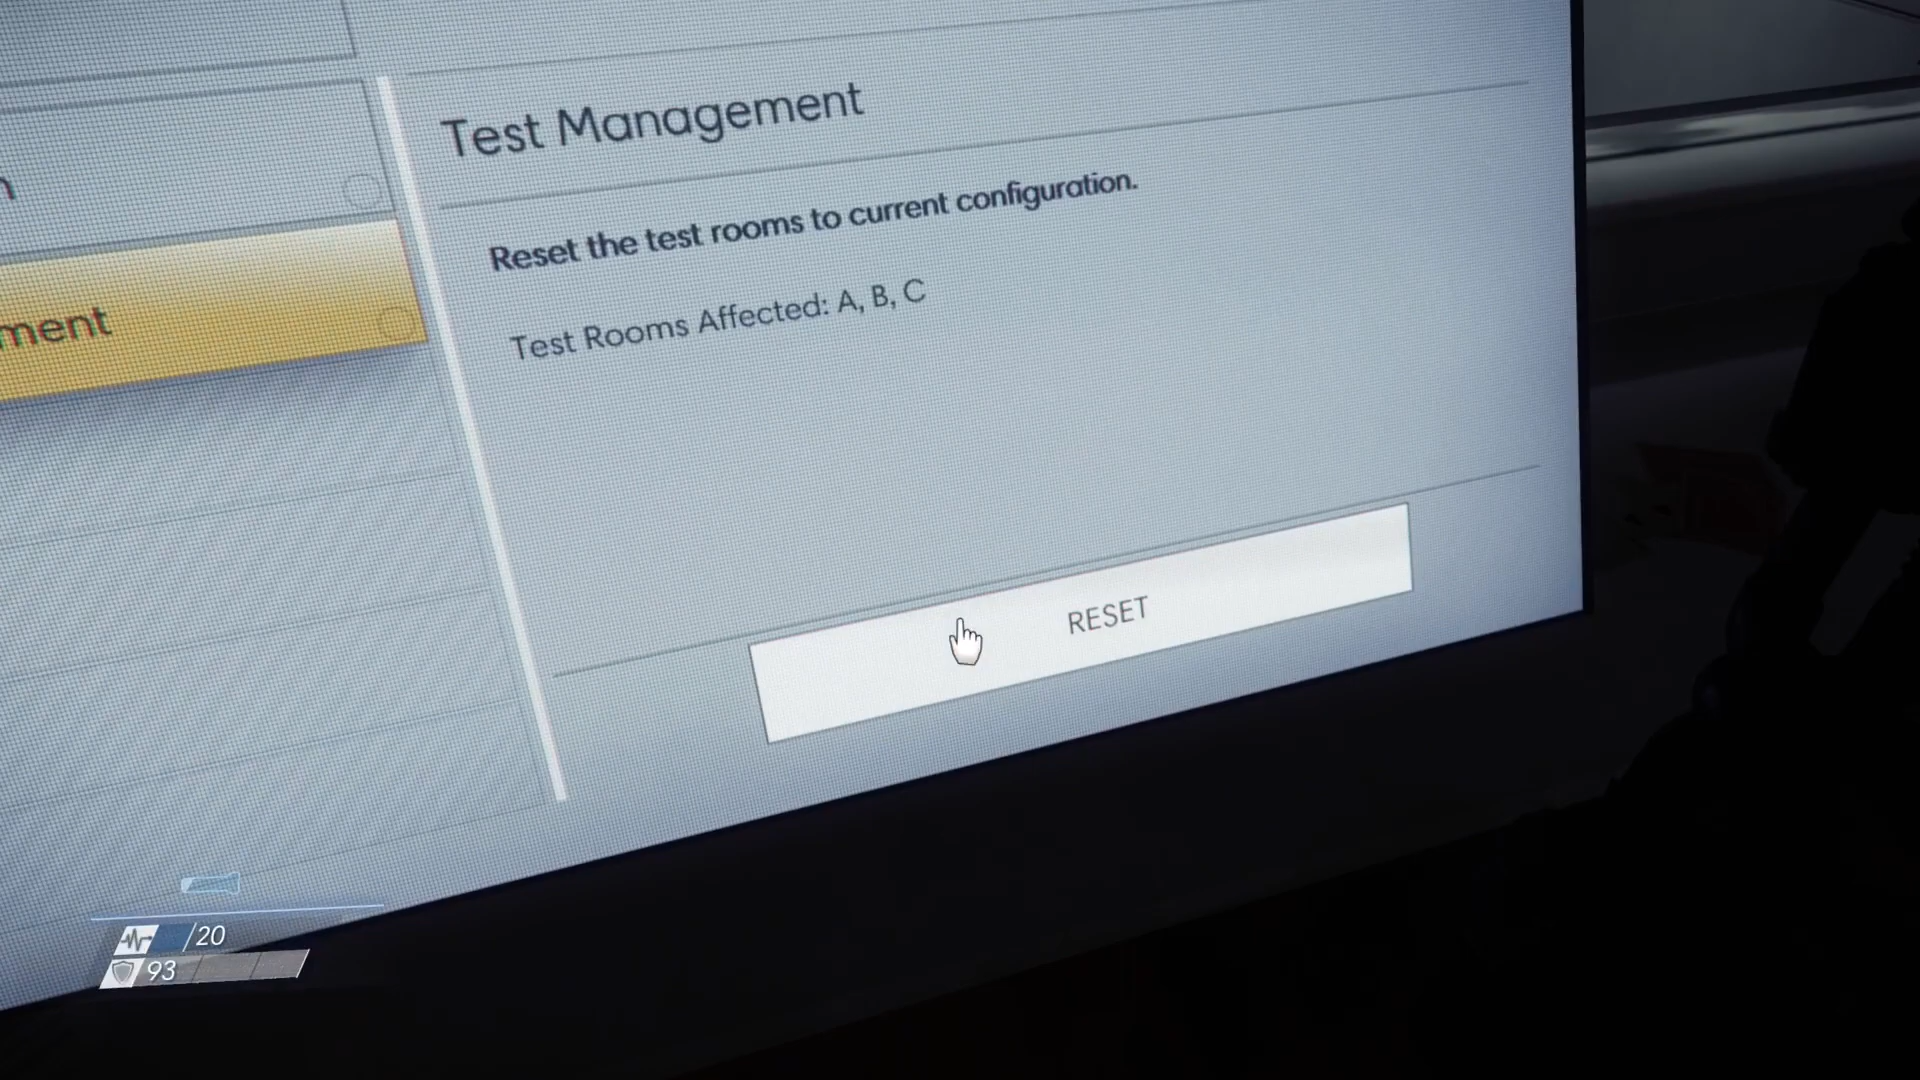 Test Management
Reset the test rooms to current configuration.
Test Rooms Affected: A, B, C
n
ment
RESET
/20
93